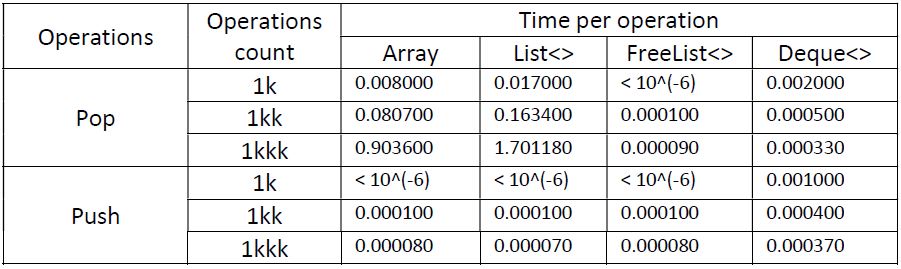 Operations Operations count Time per operation
Array List<> FreeList<> Deque<>
Pop 1k 0.008000 0.017000 < 10^(-6) 0.002000
1kk 0.080700 0.163400 0.000100 0.000500
1kkk 0.903600 1.701180 0.000090 0.000330
Push 1k < 10^(-6) < 10^(-6) < 10^(-6) 0.001000
1kk 0.000100 0.000100 0.000100 0.000400
1kkk 0.000080 0.000070 0.000080 0.000370